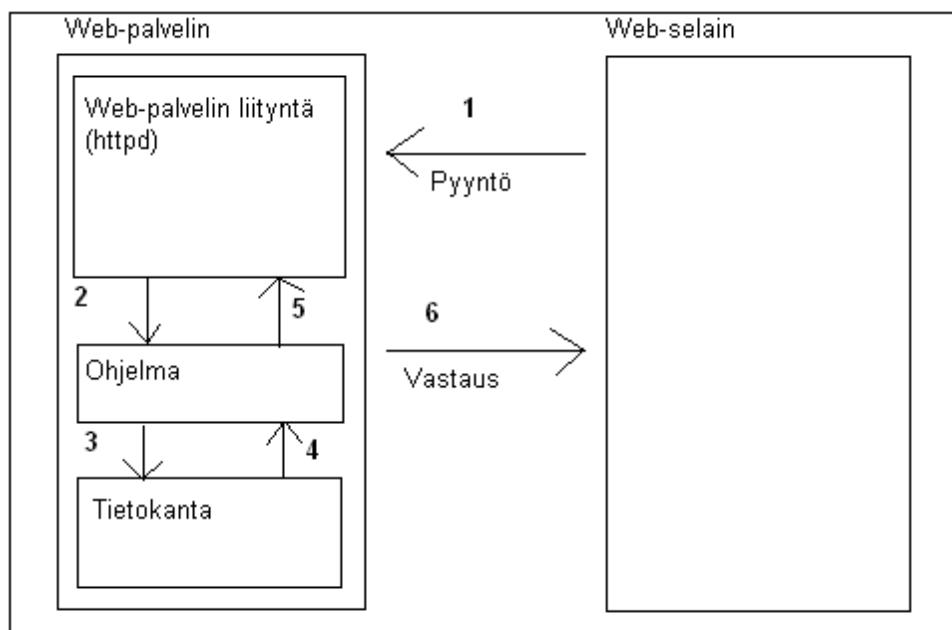 Web-palvelin
Web-selain
Web-palvelin liityntä
(httpd)
1
Pyyntö
2
5
6
Ohjelma
Vastaus
3
4
Tietokanta